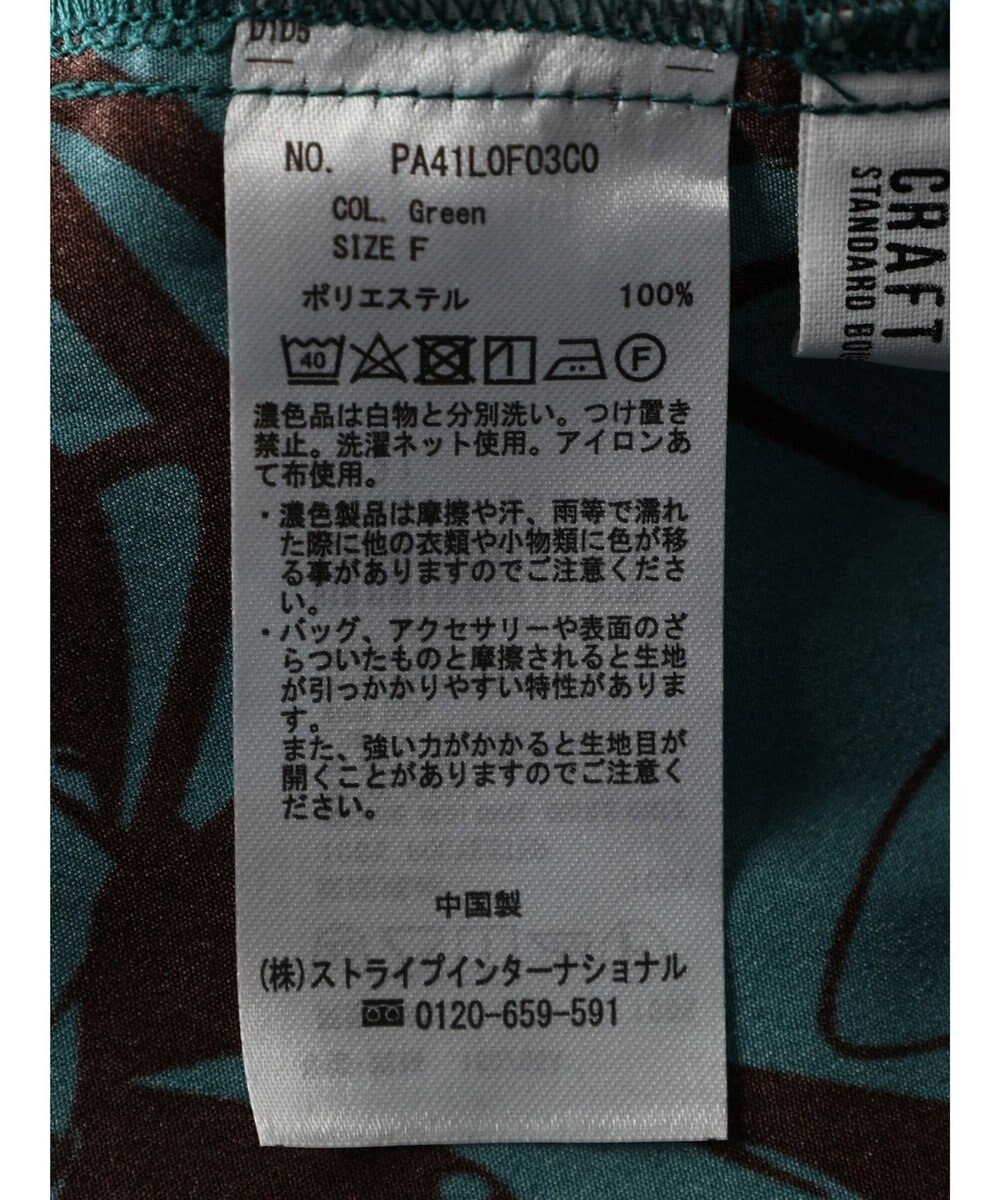 D1D5
NO. PA41L0F03C0
COL. Green
SIZE F
ポリエステル 100%
40 F
濃色品は白物と分別洗い。つけ置き
禁止。洗濯ネット使用。アイロンあ
て布使用。
・濃色製品は摩擦や汗、雨等で濡れ
た際に他の衣類や小物類に色が移
る事がありますのでご注意くださ
い。
・バッグ、アクセサリーや表面のざ
らついたものと摩擦されると生地
が引っかかりやすい特性がありま
す。
また、強い力がかかると生地目が
開くことがありますのでご注意く
ださい。
中国製
(株)ストライプインターナショナル
0120-659-591
CRAFT
STANDARD